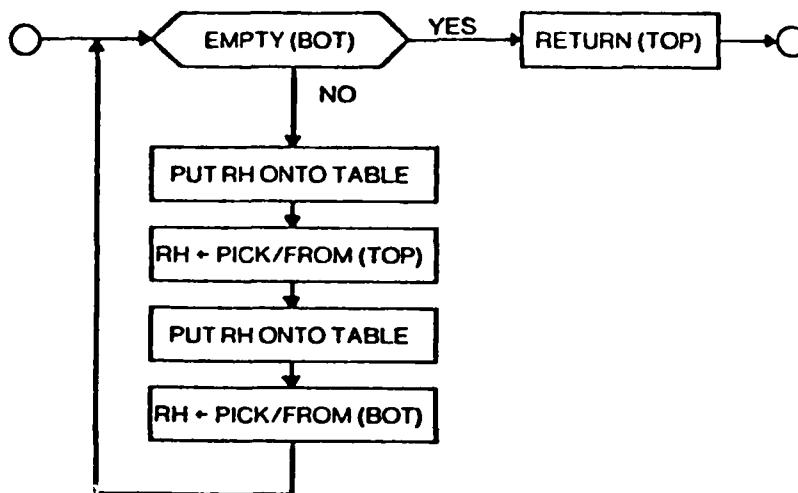 EMPTY (BOT)
YES
RETURN (TOP)
NO
PUT RH ONTO TABLE
RH ← PICK/FROM (TOP)
PUT RH ONTO TABLE
RH ← PICK/FROM (BOT)